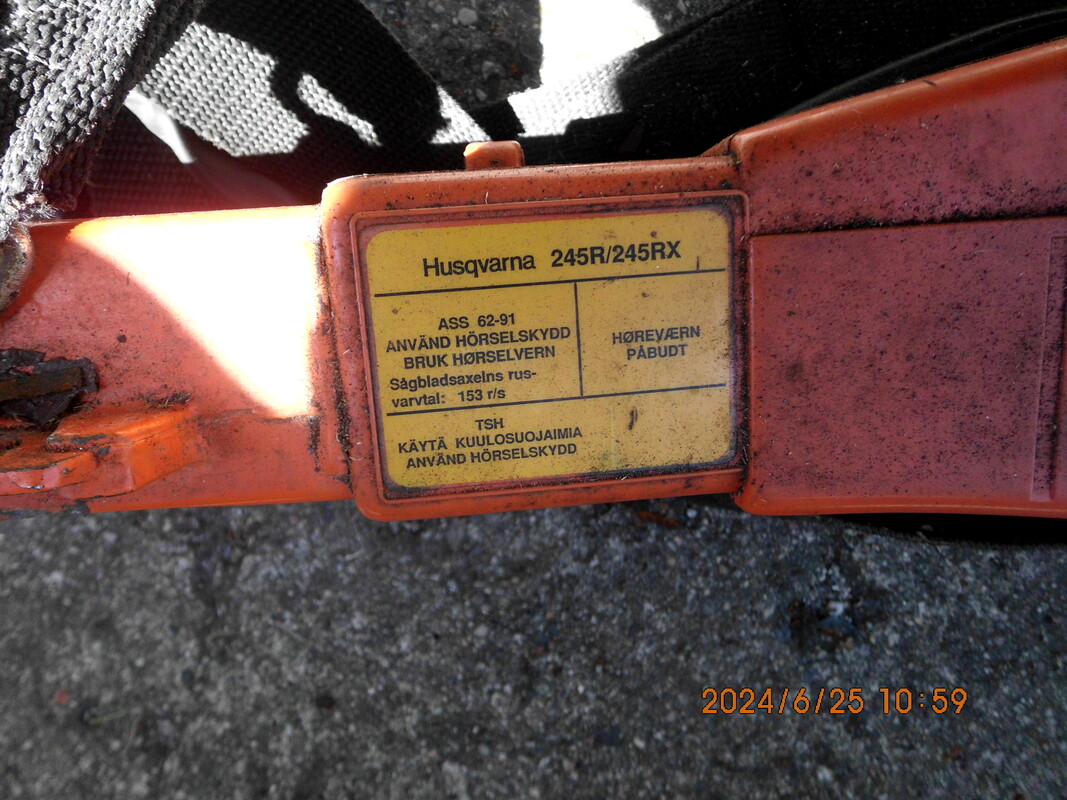 Husqvarna 245R/245RX
ASS 62-91
ANVÄND HÖRSELSKYDD
BRUK HØRSELVERN
Sågbladsaxelns rus-
varvtal: 153 r/s
HØREVÆRN
PÅBUDT
TSH
KÄYTÄ KUULOSUOJAIMIA
ANVÄND HÖRSELSKYDD
2024/6/25 10:59